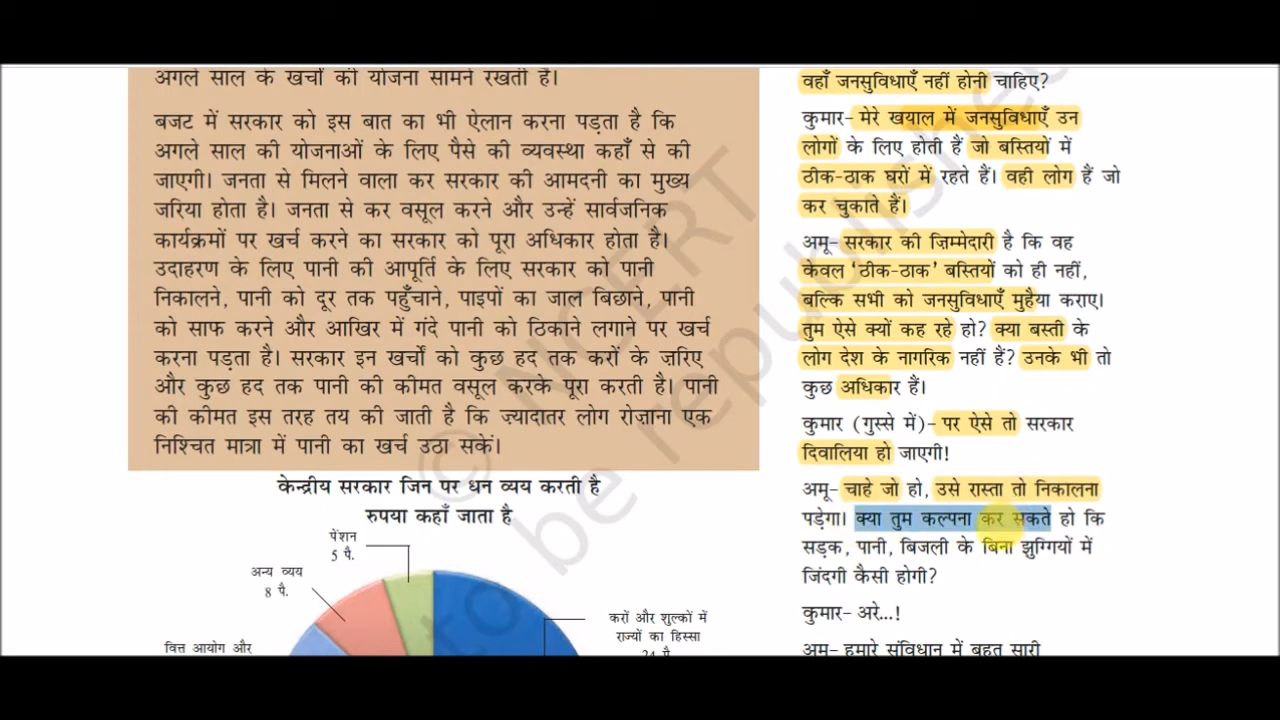 अगले साल के खर्चों की योजना सामने रखती है।
बजट में सरकार को इस बात का भी ऐलान करना पड़ता है कि
अगले साल की योजनाओं के लिए पैसे की व्यवस्था कहाँ से की
जाएगी। जनता से मिलने वाला कर सरकार की आमदनी का मुख्य
जरिया होता है। जनता से कर वसूल करने और उन्हें सार्वजनिक
कार्यक्रमों पर खर्च करने का सरकार को पूरा अधिकार होता है।
उदाहरण के लिए पानी की आपूर्ति के लिए सरकार को पानी
निकालने, पानी को दूर तक पहुँचाने, पाइपों का जाल बिछाने, पानी
को साफ करने और आखिर में गंदे पानी को ठिकाने लगाने पर खर्च
करना पड़ता है। सरकार इन खर्चों को कुछ हद तक करों के ज़रिए
और कुछ हद तक पानी की कीमत वसूल करके पूरा करती है। पानी
की कीमत इस तरह तय की जाती है कि ज़्यादातर लोग रोज़ाना एक
निश्चित मात्रा में पानी का खर्च उठा सकें।
केन्द्रीय सरकार जिन पर धन व्यय करती है
रुपया कहाँ जाता है
पेंशन
5 पै.
अन्य व्यय
8 पै.
वित्त आयोग और
करों और शुल्कों में
राज्यों का हिस्सा
24 पै.
वहाँ जनसुविधाएँ नहीं होनी चाहिए?
कुमार– मेरे खयाल में जनसुविधाएँ उन
लोगों के लिए होती हैं जो बस्तियों में
ठीक-ठाक घरों में रहते हैं। वही लोग हैं जो
कर चुकाते हैं।
अमू– सरकार की ज़िम्मेदारी है कि वह
केवल ‘ठीक-ठाक’ बस्तियों को ही नहीं,
बल्कि सभी को जनसुविधाएँ मुहैया कराए।
तुम ऐसे क्यों कह रहे हो? क्या बस्ती के
लोग देश के नागरिक नहीं हैं? उनके भी तो
कुछ अधिकार हैं।
कुमार (गुस्से में)– पर ऐसे तो सरकार
दिवालिया हो जाएगी!
अमू– चाहे जो हो, उसे रास्ता तो निकालना
पड़ेगा। क्या तुम कल्पना कर सकते हो कि
सड़क, पानी, बिजली के बिना झुग्गियों में
जिंदगी कैसी होगी?
कुमार– अरे...!
अमू– हमारे संविधान में बहुत सारी
© NCERT
to be republished